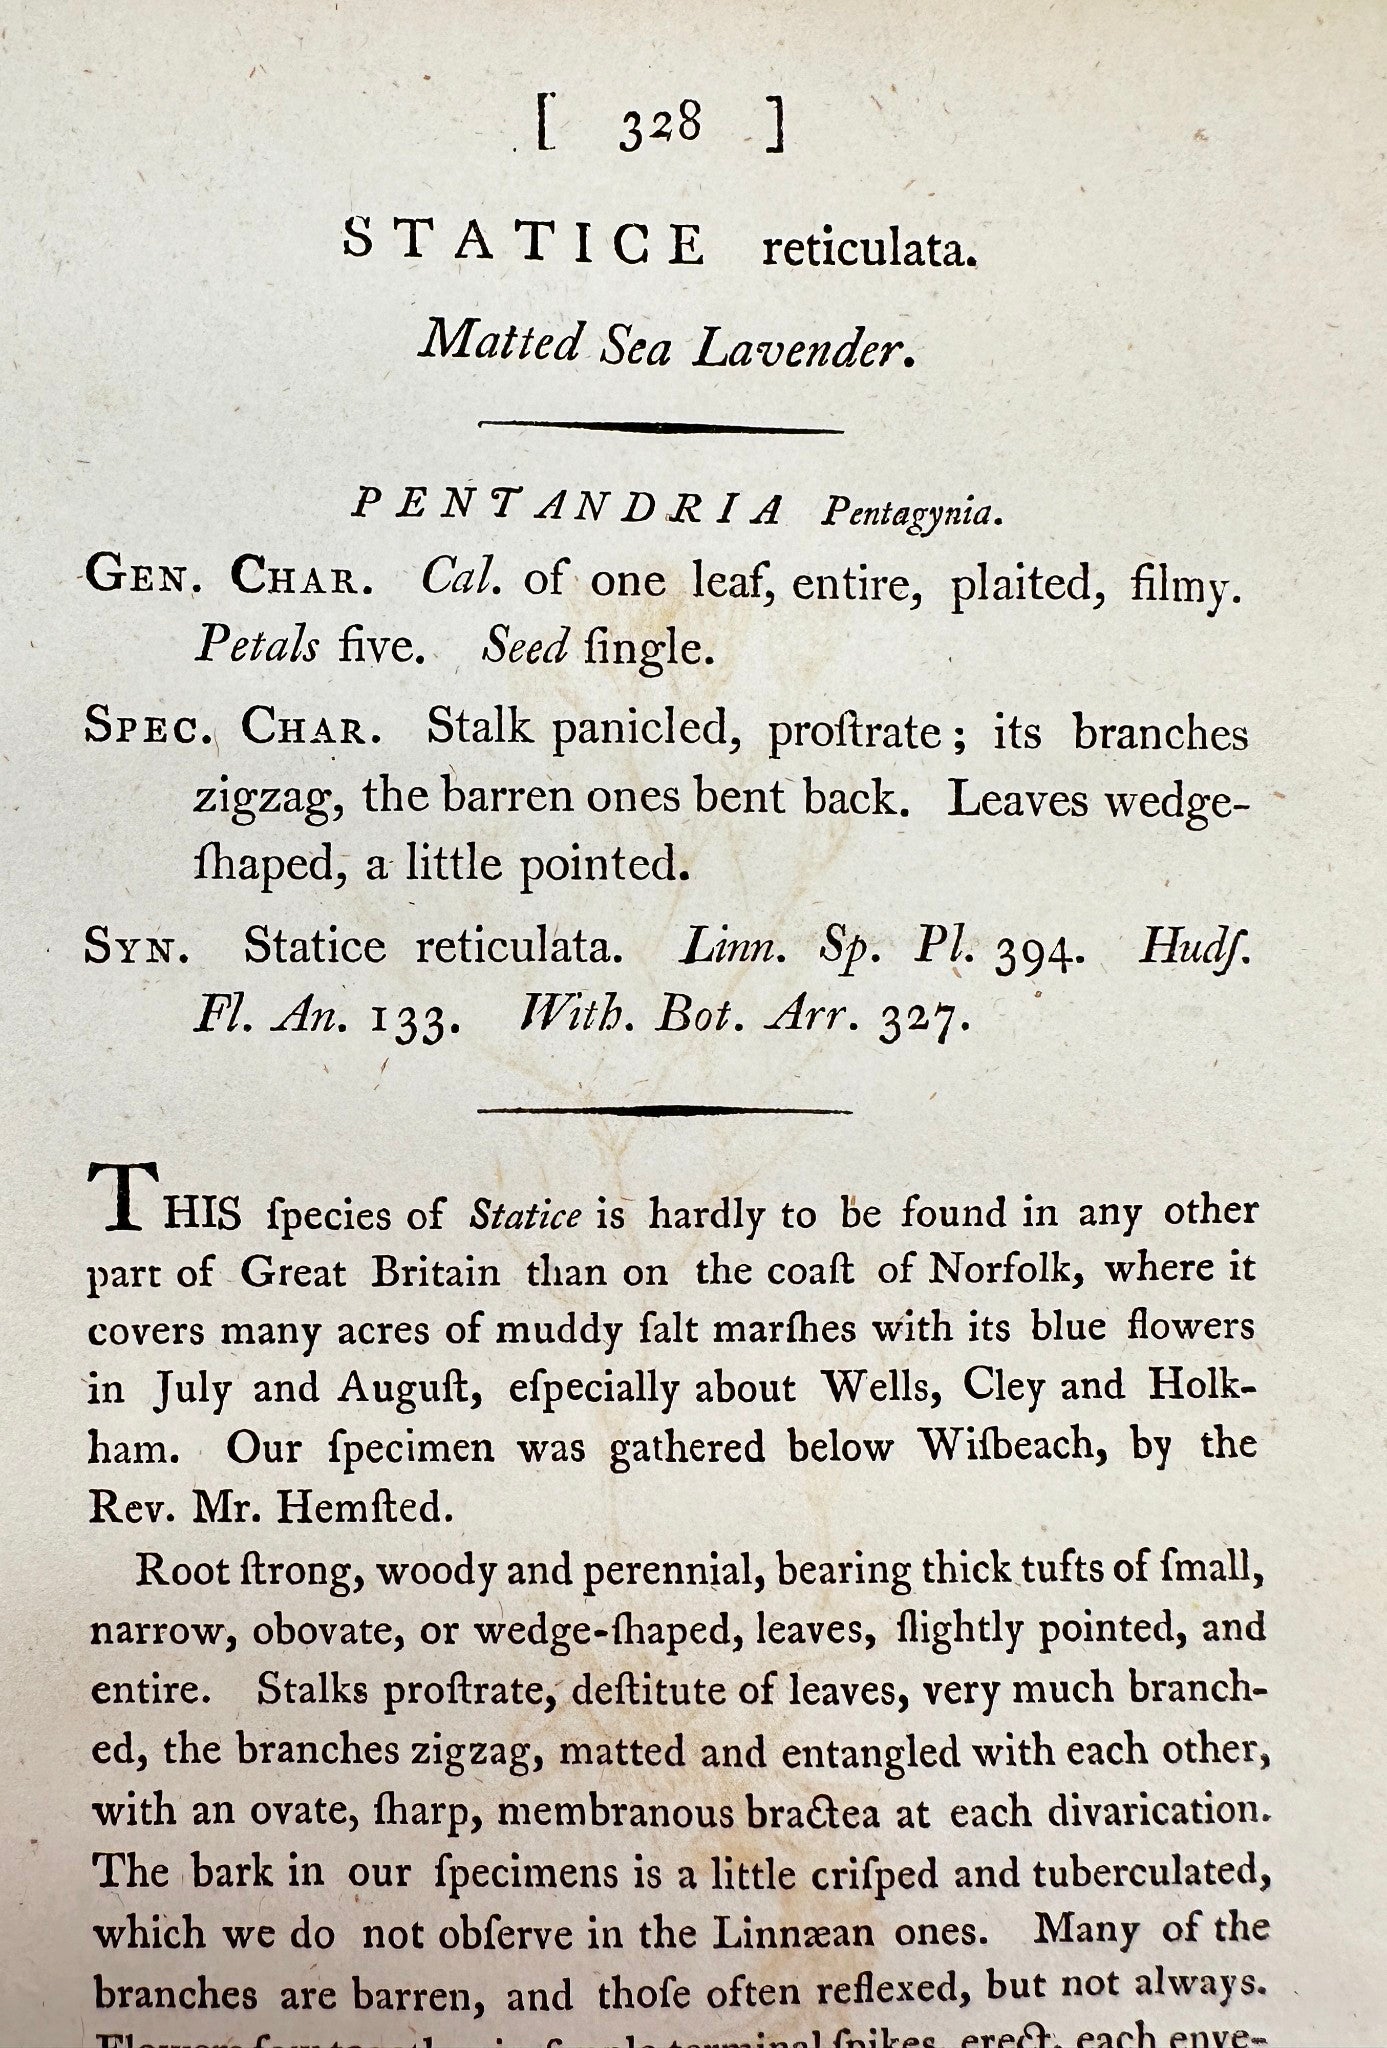 [ 328 ]
STATICE reticulata.
Matted Sea Lavender.
PENTANDRIA Pentagynia.
GEN. CHAR. Cal. of one leaf, entire, plaited, filmy.
Petals five. Seed ſingle.
SPEC. CHAR. Stalk panicled, proſtrate; its branches
zigzag, the barren ones bent back. Leaves wedge-
ſhaped, a little pointed.
SYN. Statice reticulata. Linn. Sp. Pl. 394. Hudſ.
Fl. An. 133. With. Bot. Arr. 327.
THIS ſpecies of Statice is hardly to be found in any other
part of Great Britain than on the coaſt of Norfolk, where it
covers many acres of muddy ſalt marſhes with its blue flowers
in July and Auguſt, eſpecially about Wells, Cley and Holk-
ham. Our ſpecimen was gathered below Wiſbeach, by the
Rev. Mr. Hemſted.
Root ſtrong, woody and perennial, bearing thick tufts of ſmall,
narrow, obovate, or wedge-ſhaped, leaves, ſlightly pointed, and
entire. Stalks proſtrate, deſtitute of leaves, very much branch-
ed, the branches zigzag, matted and entangled with each other,
with an ovate, ſharp, membranous bractea at each divarication.
The bark in our ſpecimens is a little criſped and tuberculated,
which we do not obſerve in the Linnæan ones. Many of the
branches are barren, and thoſe often reflexed, but not always.
Flowers few together, in ſimple terminal ſpikes, erect, each enve-